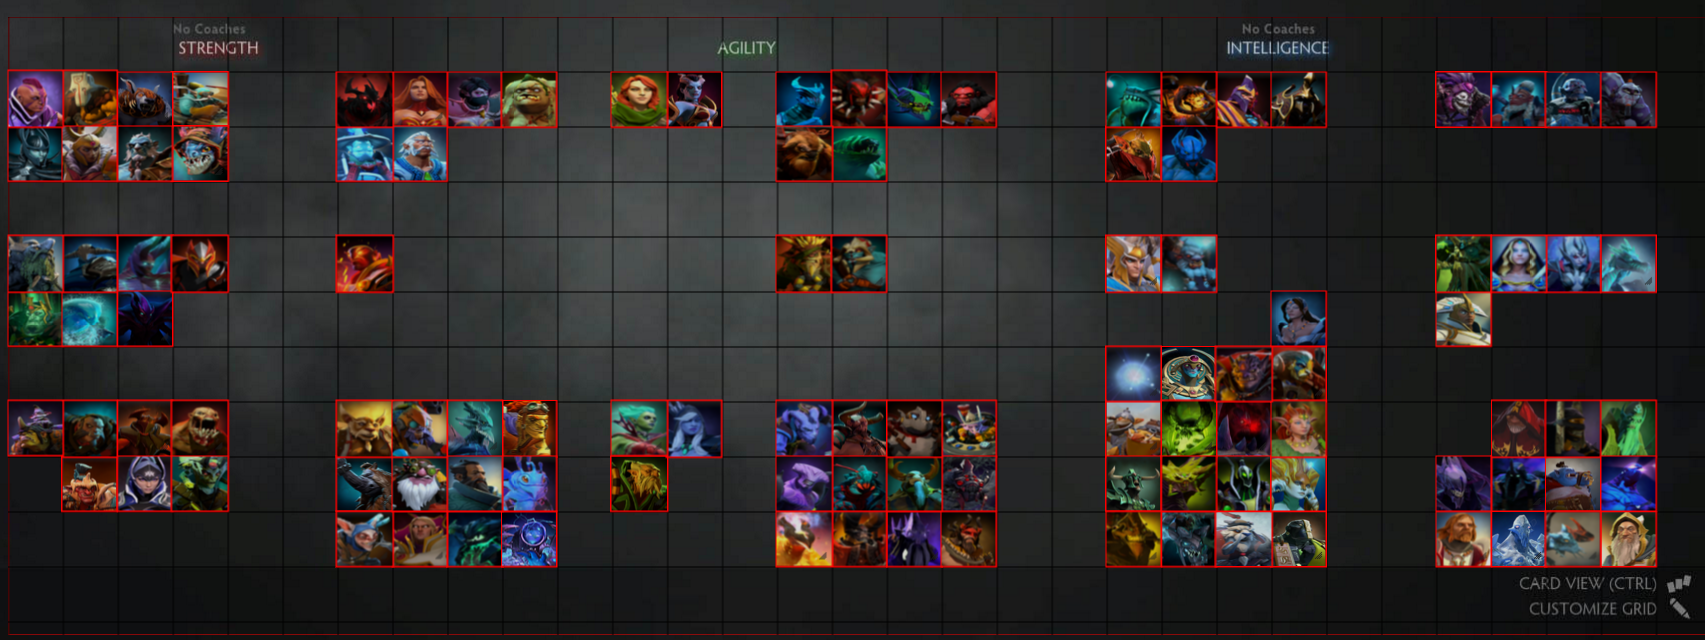 No Coaches
STRENGTH
AGILITY
No Coaches
INTELLIGENCE
CARD VIEW (CTRL)
CUSTOMIZE GRID